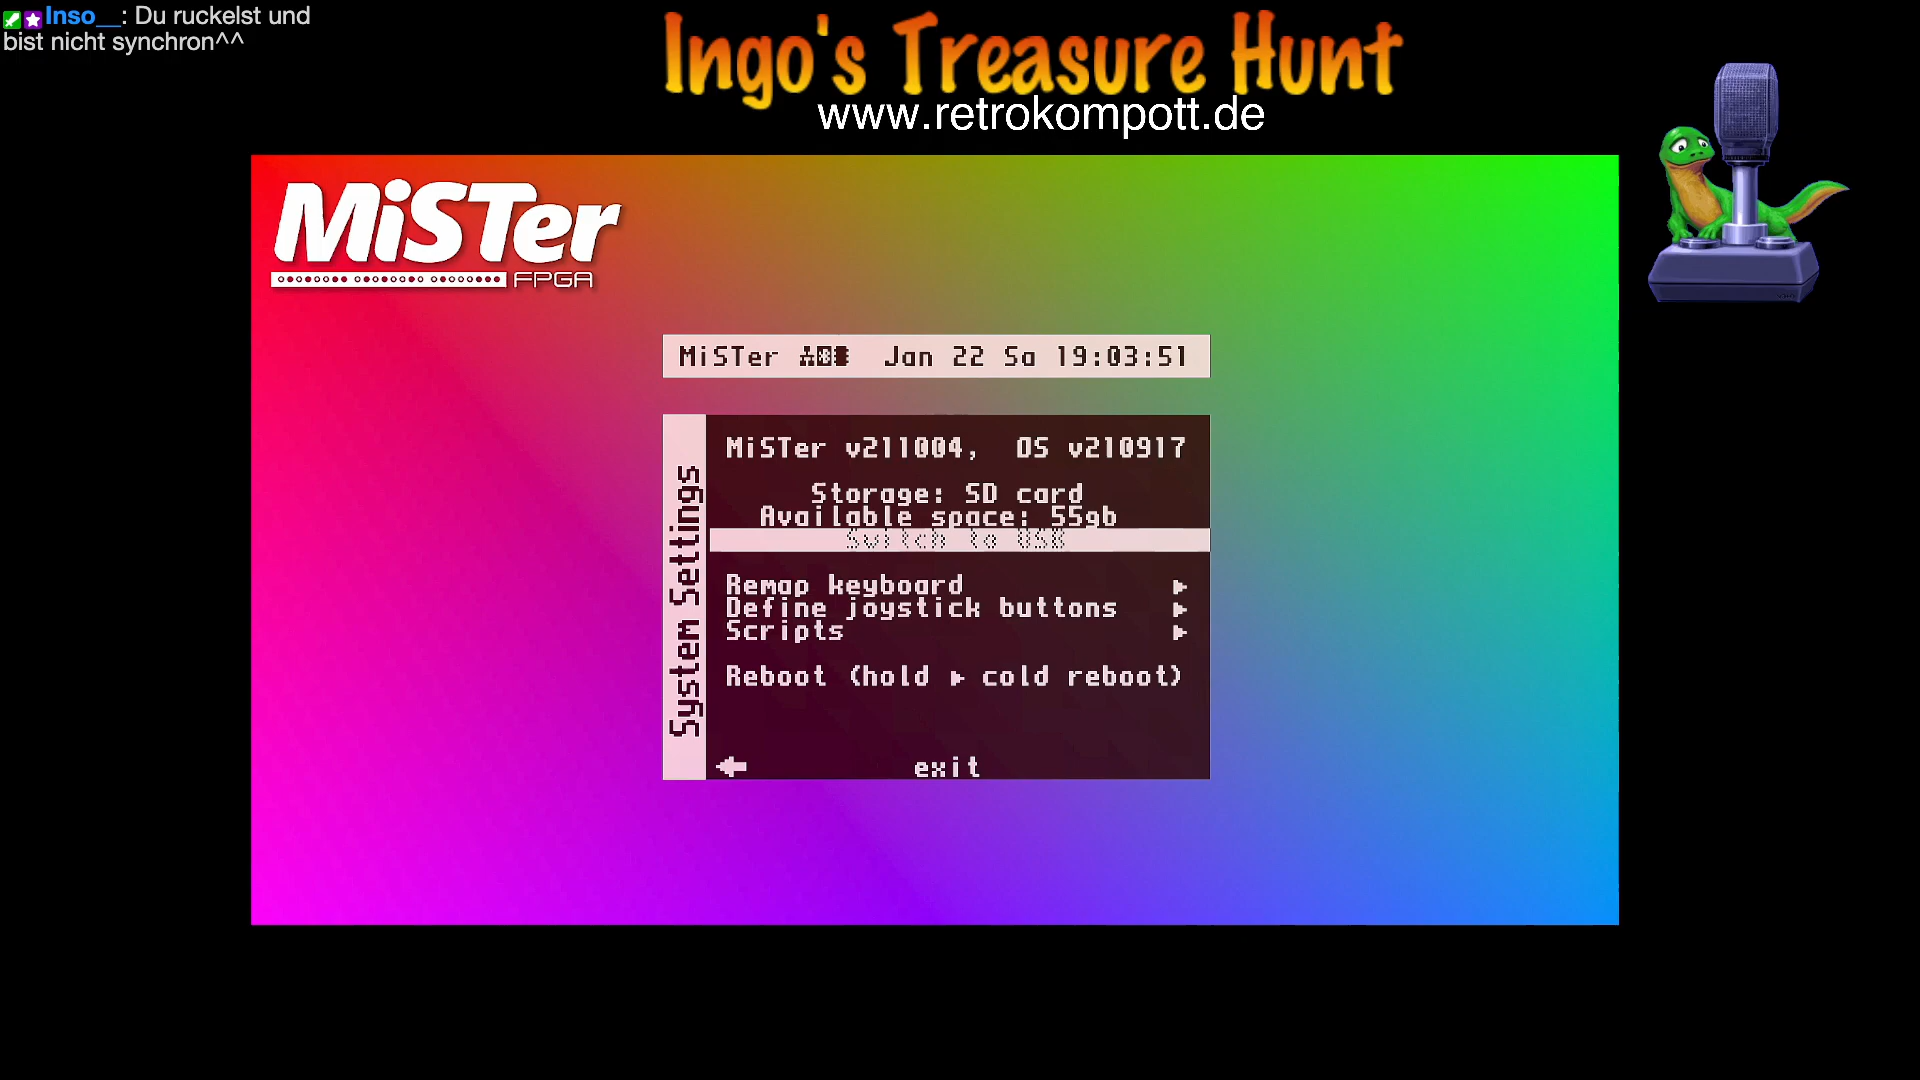 Inso__: Du ruckelst und
bist nicht synchron^^
Ingo's Treasure Hunt
www.retrokompott.de
MiSTer
FPGA
MiSTer Jan 22 Sa 19:03:51
System Settings
MiSTer v211004, OS v210917
Storage: SD card
Available space: 55gb
Switch to USB
Remap keyboard
Define joystick buttons
Scripts
Reboot (hold ▸ cold reboot)
exit